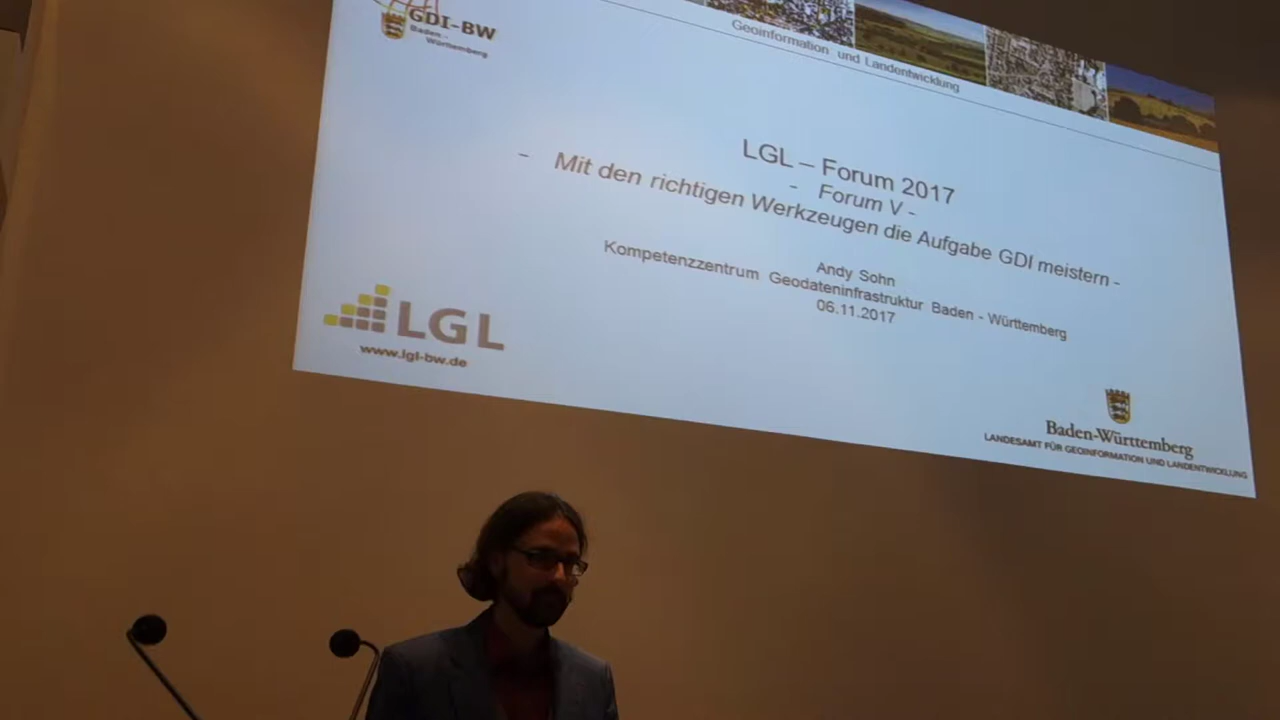 GDI-BW
Baden -
Württemberg
Geoinformation und Landentwicklung
LGL – Forum 2017
- Forum V -
- Mit den richtigen Werkzeugen die Aufgabe GDI meistern -
Andy Sohn
Kompetenzzentrum Geodateninfrastruktur Baden - Württemberg
06.11.2017
LGL
www.lgl-bw.de
Baden-Württemberg
LANDESAMT FÜR GEOINFORMATION UND LANDENTWICKLUNG